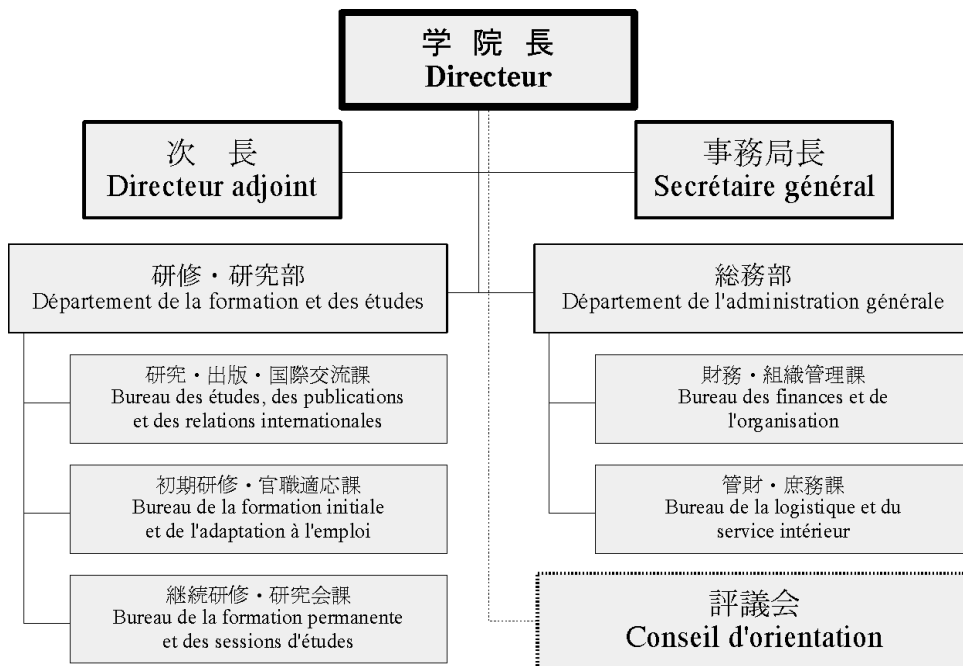 学 院 長
Directeur
次 長
Directeur adjoint
事務局長
Secrétaire général
研修・研究部
Département de la formation et des études
総務部
Département de l'administration générale
研究・出版・国際交流課
Bureau des études, des publications
et des relations internationales
財務・組織管理課
Bureau des finances et de
l'organisation
初期研修・官職適応課
Bureau de la formation initiale
et de l'adaptation à l'emploi
管財・庶務課
Bureau de la logistique et du
service intérieur
継続研修・研究会課
Bureau de la formation permanente
et des sessions d'études
評議会
Conseil d'orientation